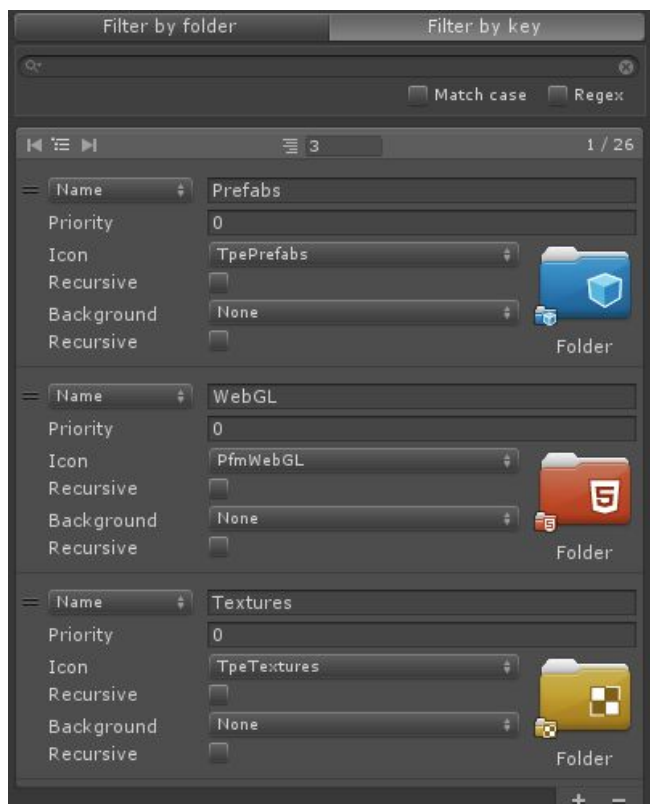 Filter by folder Filter by key
Match case Regex
3 1 / 26
Name Prefabs
Priority 0
Icon TpePrefabs
Recursive
Background None
Recursive
Folder
Name WebGL
Priority 0
Icon PfmWebGL
Recursive
Background None
Recursive
Folder
Name Textures
Priority 0
Icon TpeTextures
Recursive
Background None
Recursive
Folder
+ −